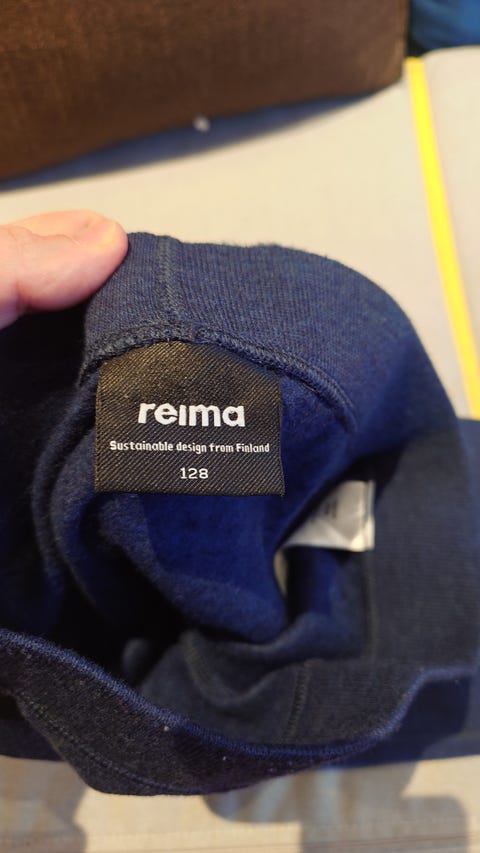 reima
Sustainable design from Finland
128